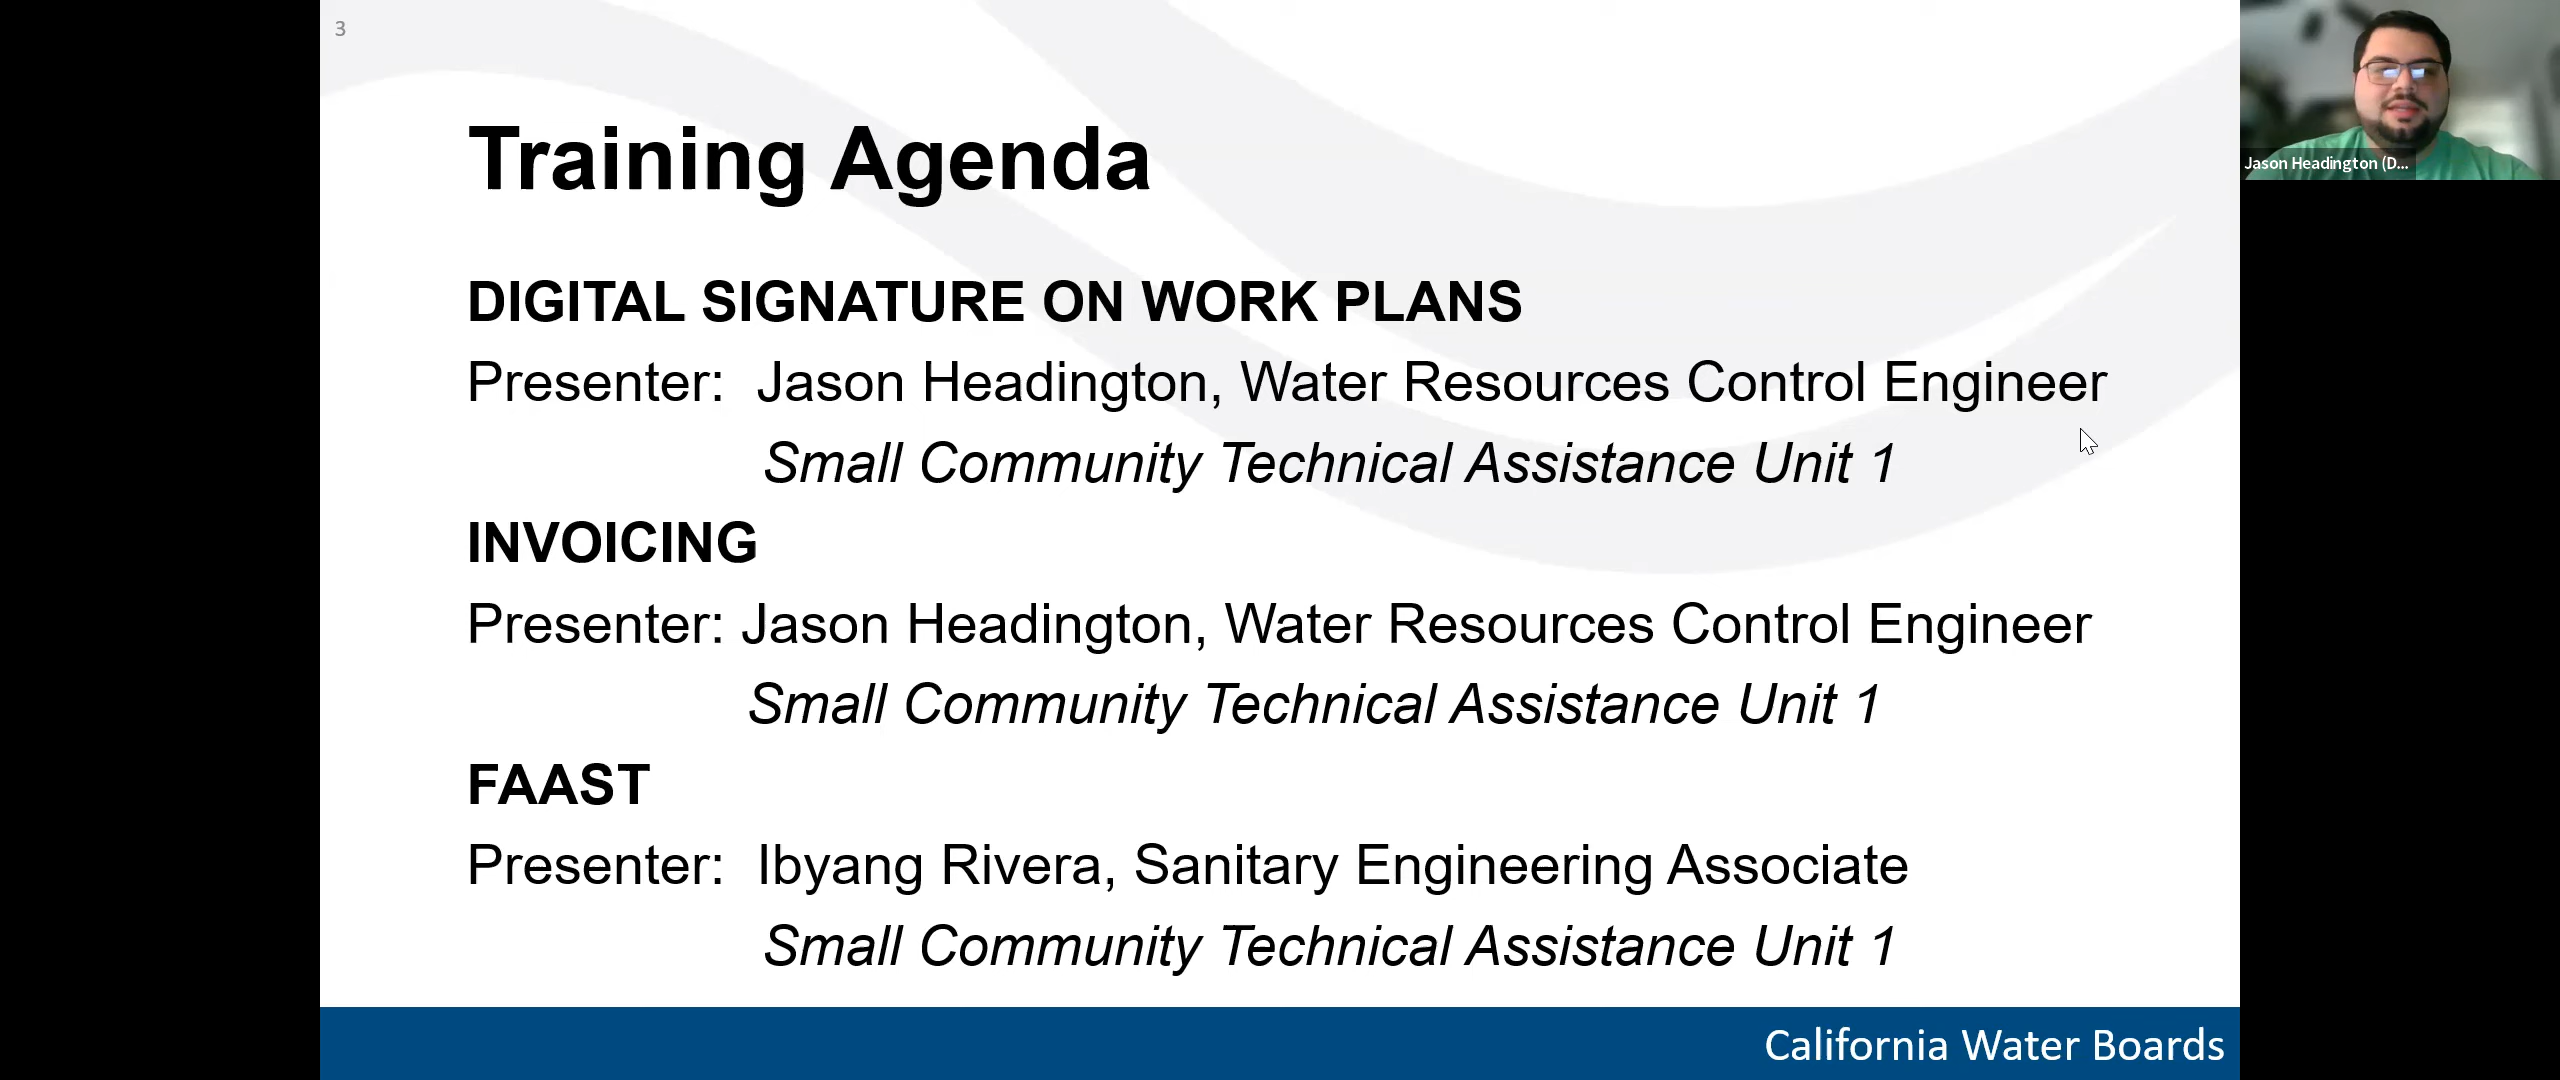 3
Training Agenda
DIGITAL SIGNATURE ON WORK PLANS
Presenter:  Jason Headington, Water Resources Control Engineer
Small Community Technical Assistance Unit 1
INVOICING
Presenter: Jason Headington, Water Resources Control Engineer
Small Community Technical Assistance Unit 1
FAAST
Presenter:  Ibyang Rivera, Sanitary Engineering Associate
Small Community Technical Assistance Unit 1
California Water Boards
Jason Headington (D...